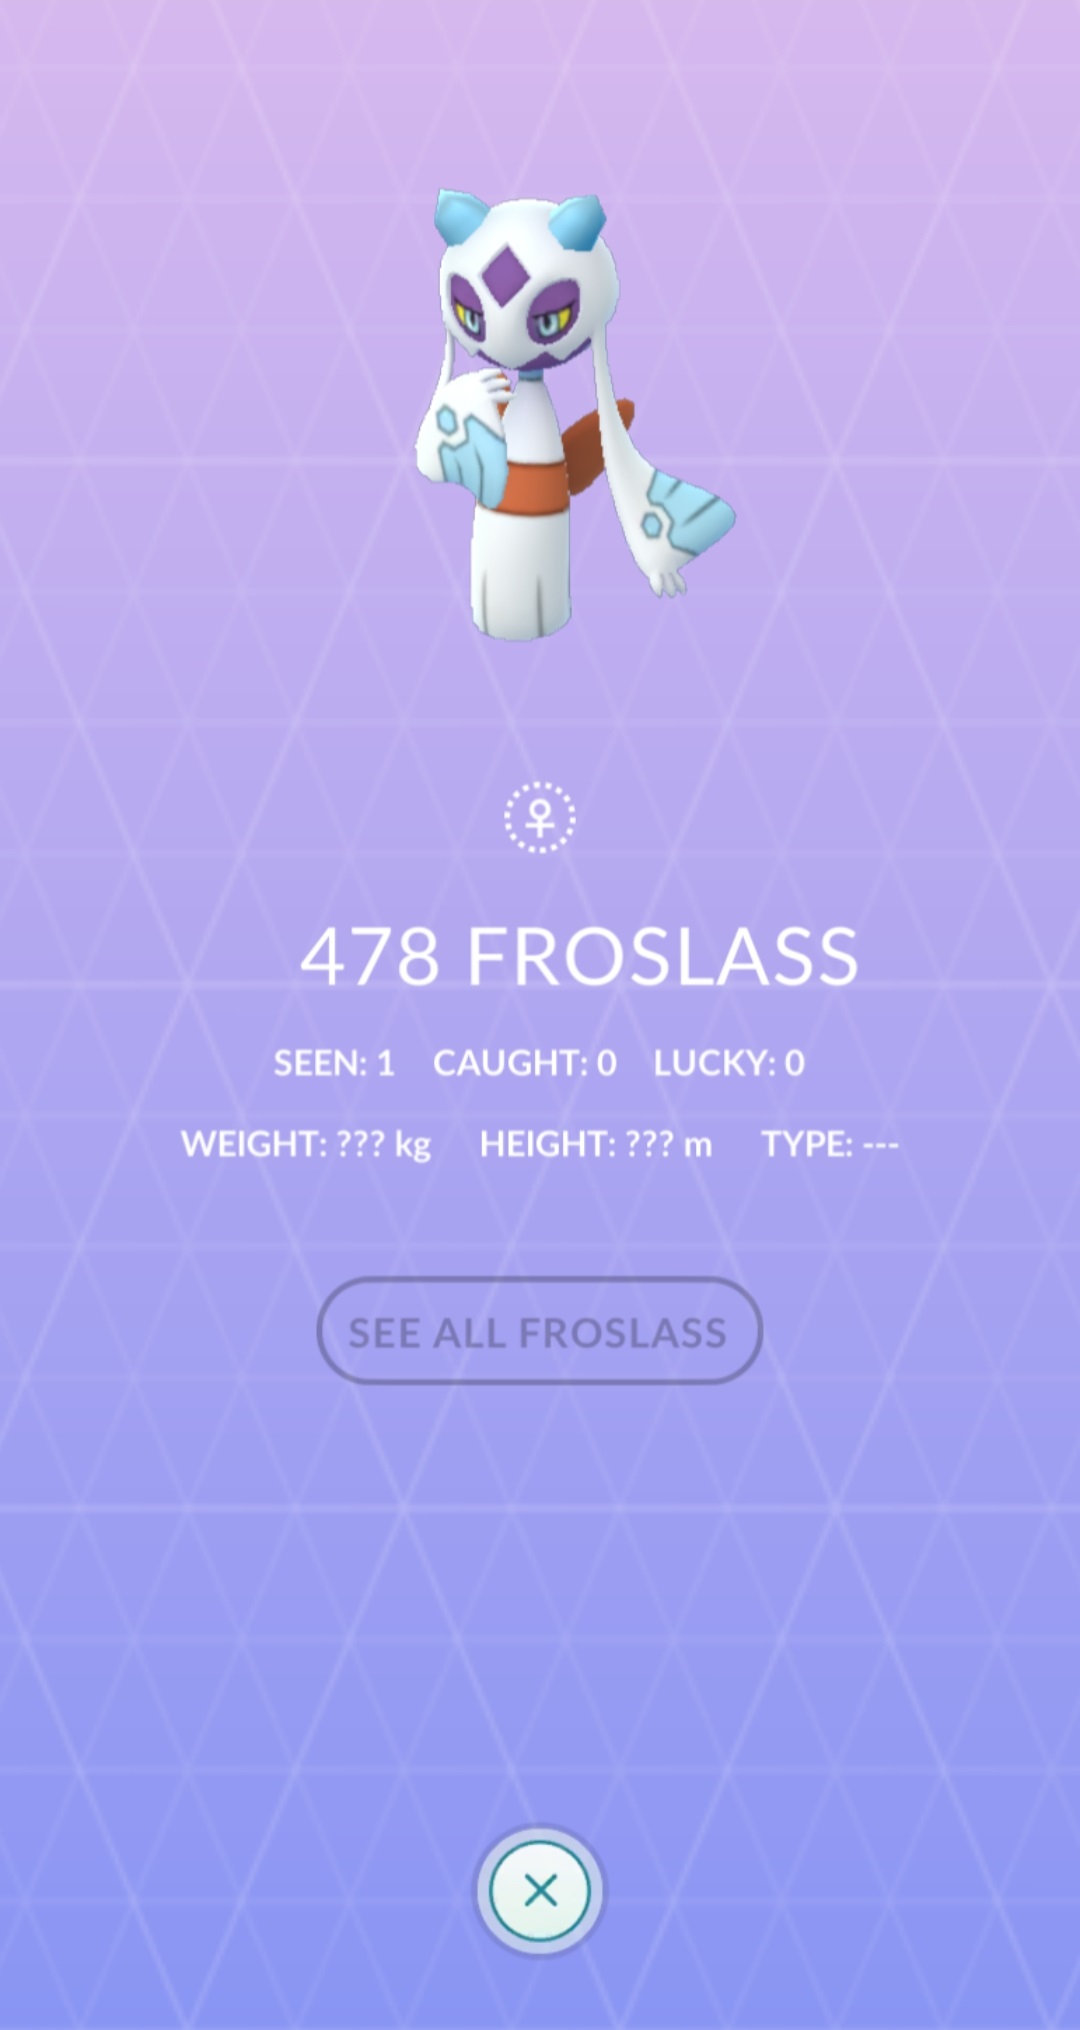 478 FROSLASS
SEEN: 1 CAUGHT: 0 LUCKY: 0
WEIGHT: ??? kg HEIGHT: ??? m TYPE: ---
SEE ALL FROSLASS